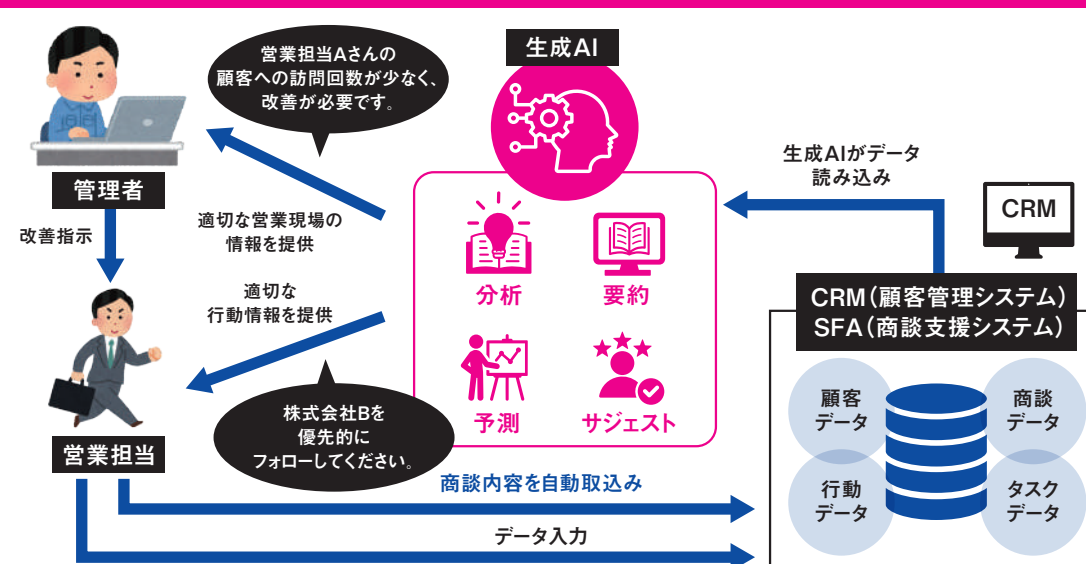 営業担当Aさんの
顧客への訪問回数が少なく、
改善が必要です。
生成AI
生成AIがデータ
読み込み
CRM
管理者
改善指示
適切な営業現場の
情報を提供
適切な
行動情報を提供
分析
要約
予測
サジェスト
CRM(顧客管理システム)
SFA(商談支援システム)
顧客
データ
商談
データ
行動
データ
タスク
データ
株式会社Bを
優先的に
フォローしてください。
営業担当
商談内容を自動取込み
データ入力